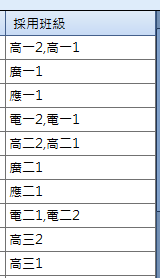 採用班級
高一2,高一1
廣一1
應一1
電一2,電一1
高二2,高二1
廣二1
應二1
電二1,電二2
高三2
高三1